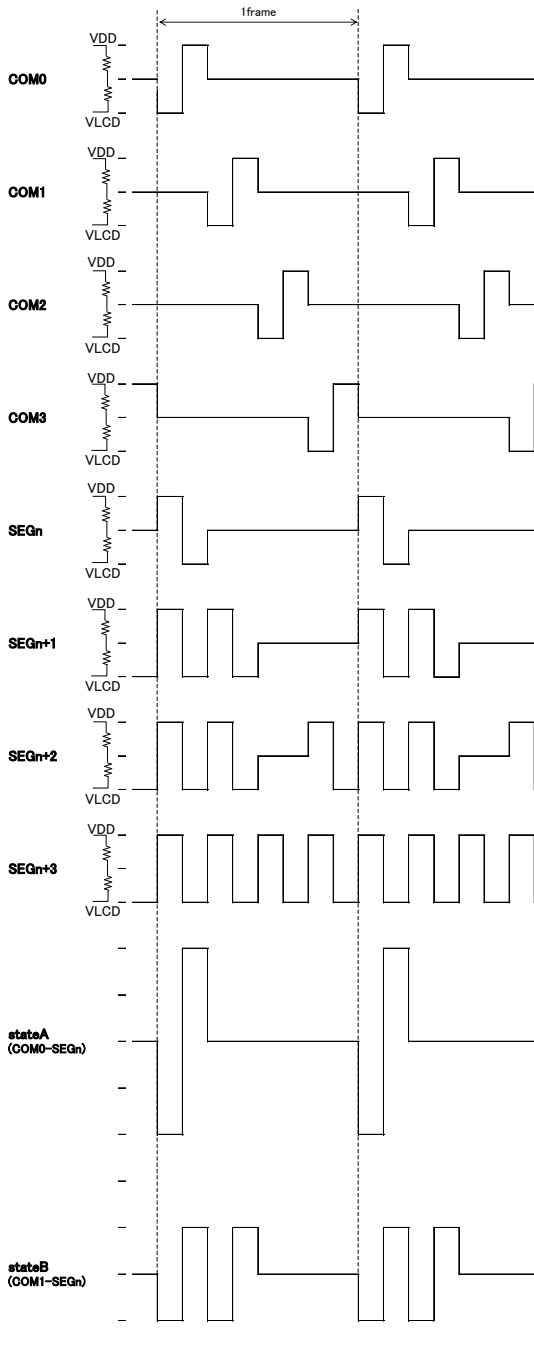 1frame
VDD
COM0
VLCD
VDD
COM1
VLCD
VDD
COM2
VLCD
VDD
COM3
VLCD
VDD
SEGn
VLCD
VDD
SEGn+1
VLCD
VDD
SEGn+2
VLCD
VDD
SEGn+3
VLCD
stateA
(COM0-SEGn)
stateB
(COM1-SEGn)